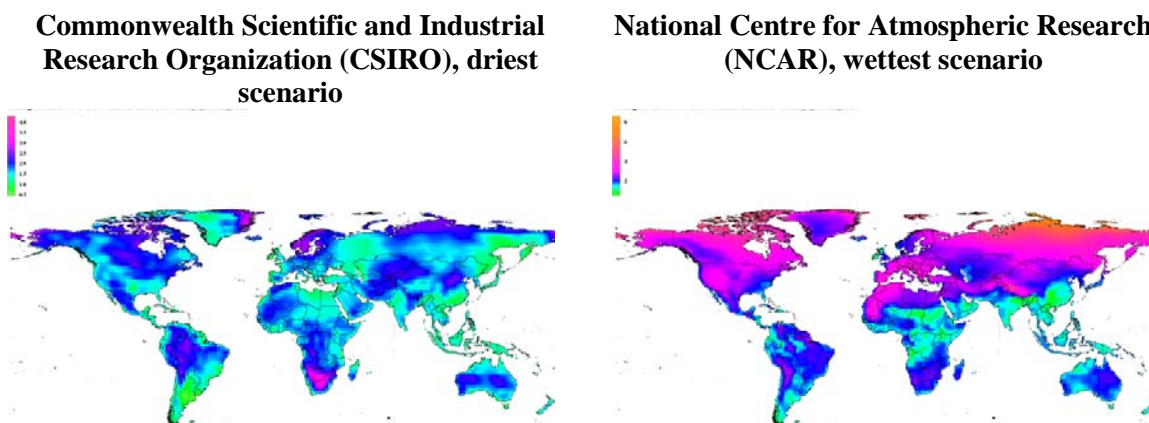 Commonwealth Scientific and Industrial
Research Organization (CSIRO), driest
scenario
National Centre for Atmospheric Research
(NCAR), wettest scenario